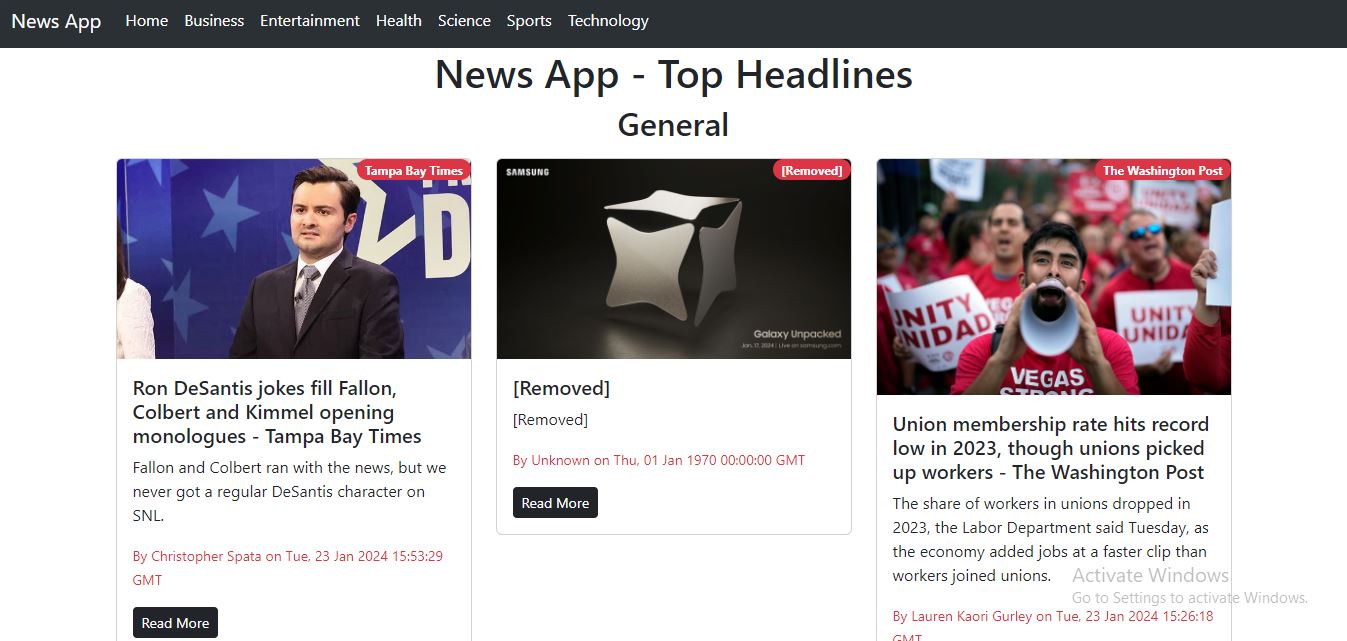 News App Home Business Entertainment Health Science Sports Technology
News App - Top Headlines
General
Tampa Bay Times
Ron DeSantis jokes fill Fallon,
Colbert and Kimmel opening
monologues - Tampa Bay Times
Fallon and Colbert ran with the news, but we
never got a regular DeSantis character on
SNL.
By Christopher Spata on Tue, 23 Jan 2024 15:53:29
GMT
Read More
SAMSUNG
[Removed]
Galaxy Unpacked
Jan. 17, 2024 | Live on samsung.com
[Removed]
[Removed]
By Unknown on Thu, 01 Jan 1970 00:00:00 GMT
Read More
The Washington Post
UNITY
UNITY
UNIDAD
UNITY
UNIDA
VEGAS
STRONG
Union membership rate hits record
low in 2023, though unions picked
up workers - The Washington Post
The share of workers in unions dropped in
2023, the Labor Department said Tuesday, as
the economy added jobs at a faster clip than
workers joined unions.
By Lauren Kaori Gurley on Tue, 23 Jan 2024 15:26:18
GMT
Activate Windows
Go to Settings to activate Windows.